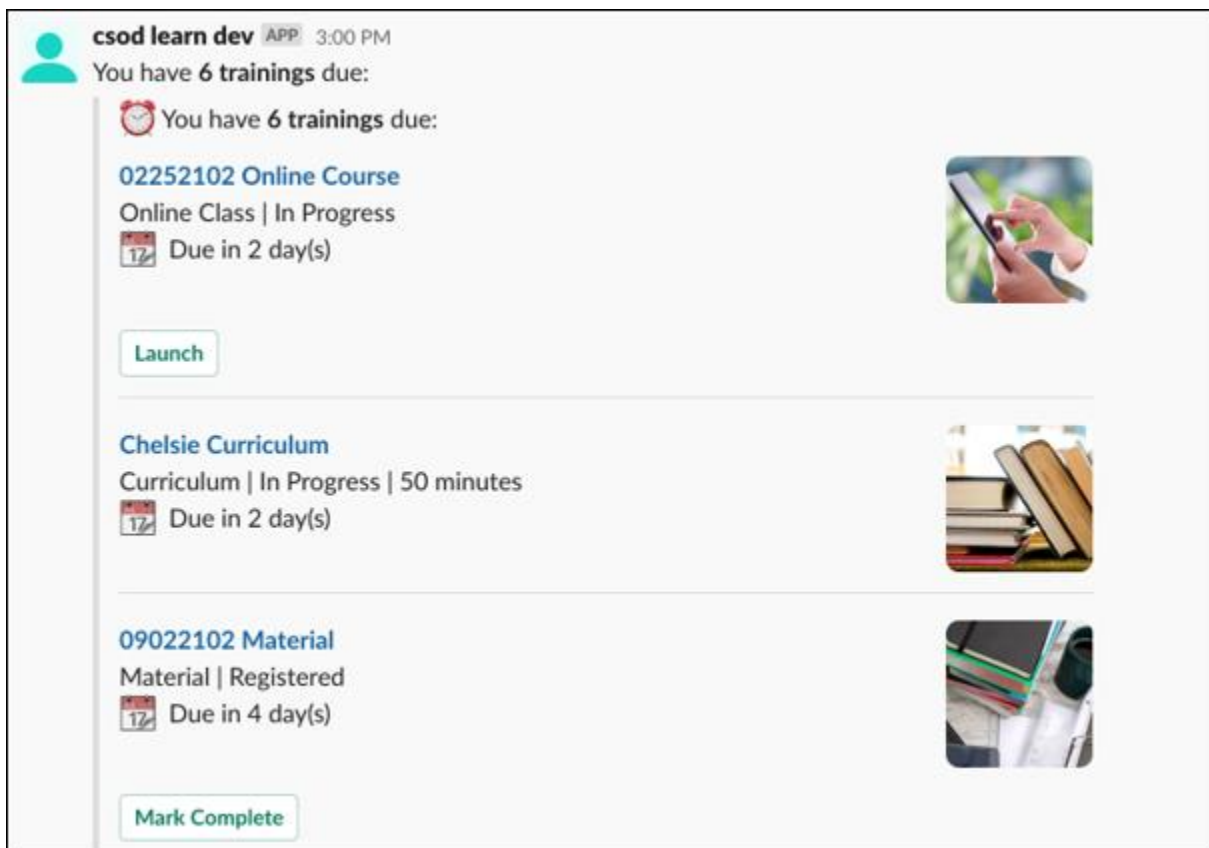 csod learn dev APP 3:00 PM
You have 6 trainings due:
You have 6 trainings due:
02252102 Online Course
Online Class | In Progress
17 Due in 2 day(s)
Launch
Chelsie Curriculum
Curriculum | In Progress | 50 minutes
17 Due in 2 day(s)
09022102 Material
Material | Registered
17 Due in 4 day(s)
Mark Complete